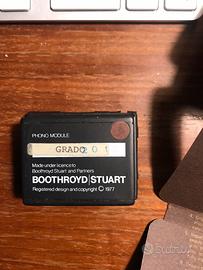 PHONO MODULE
GRADO 0 1
Made under licence to
Boothroyd Stuart and Partners
BOOTHROYD|STUART
Registered design and copyright © 1977
Subito